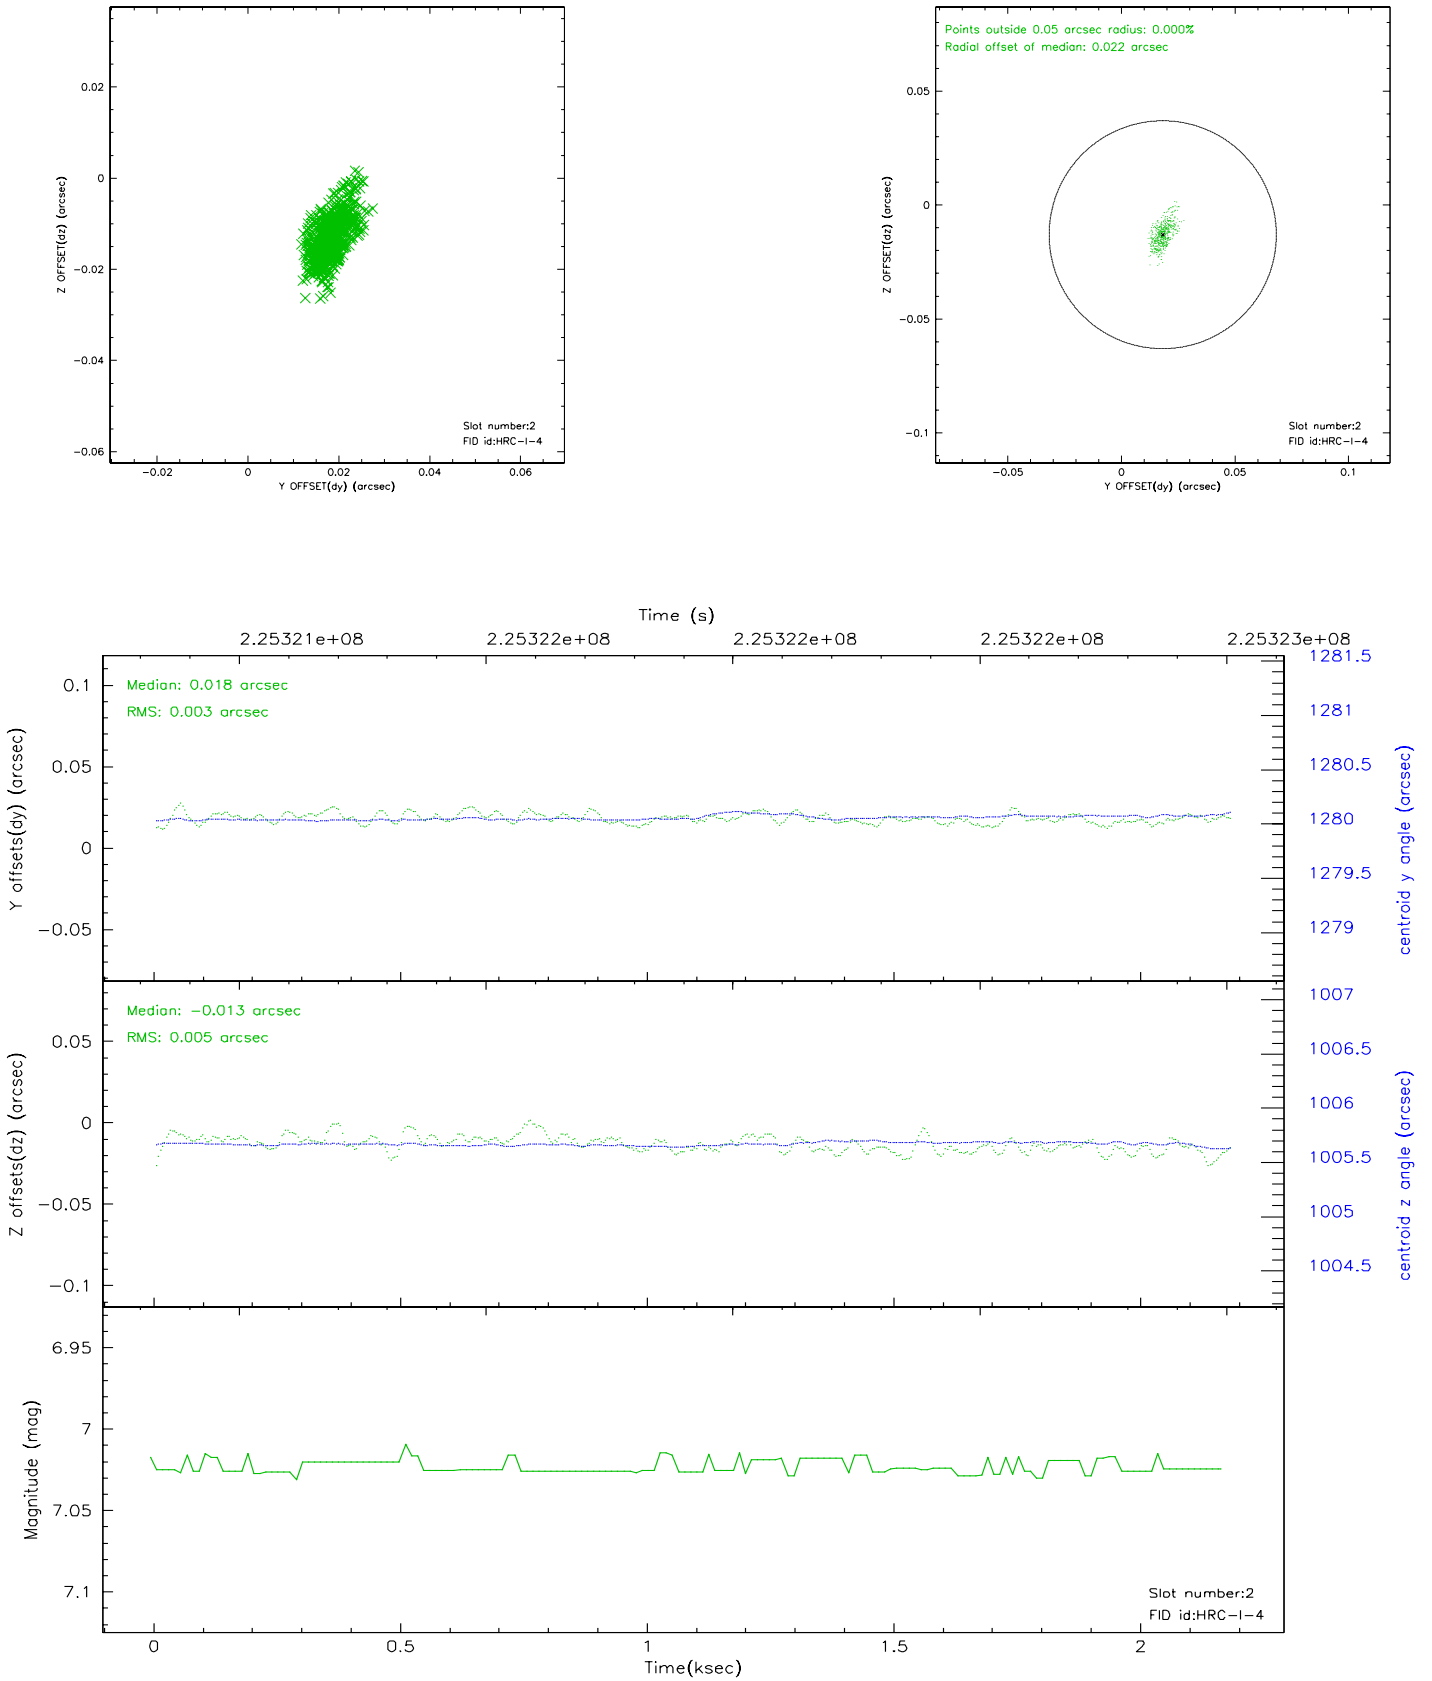 0.02
0
−0.02
−0.04
−0.06
Z OFFSET(dz) (arcsec)
Slot number:2
FID id:HRC−I−4
−0.02 0 0.02 0.04 0.06
Y OFFSET(dy) (arcsec)
Points outside 0.05 arcsec radius: 0.000%
Radial offset of median: 0.022 arcsec
0.05
0
−0.05
−0.1
Z OFFSET(dz) (arcsec)
Slot number:2
FID id:HRC−I−4
−0.05 0 0.05 0.1
Y OFFSET(dy) (arcsec)
Time (s)
2.25321e+08 2.25322e+08 2.25322e+08 2.25322e+08 2.25323e+08
Median: 0.018 arcsec
RMS: 0.003 arcsec
0.1
0.05
0
−0.05
Y offsets(dy) (arcsec)
1281.5
1281
1280.5
1280
1279.5
1279
centroid y angle (arcsec)
Median: −0.013 arcsec
RMS: 0.005 arcsec
0.05
0
−0.05
−0.1
Z offsets(dz) (arcsec)
1007
1006.5
1006
1005.5
1005
1004.5
centroid z angle (arcsec)
6.95
7
7.05
7.1
Magnitude (mag)
Slot number:2
FID id:HRC−I−4
0 0.5 1 1.5 2
Time(ksec)